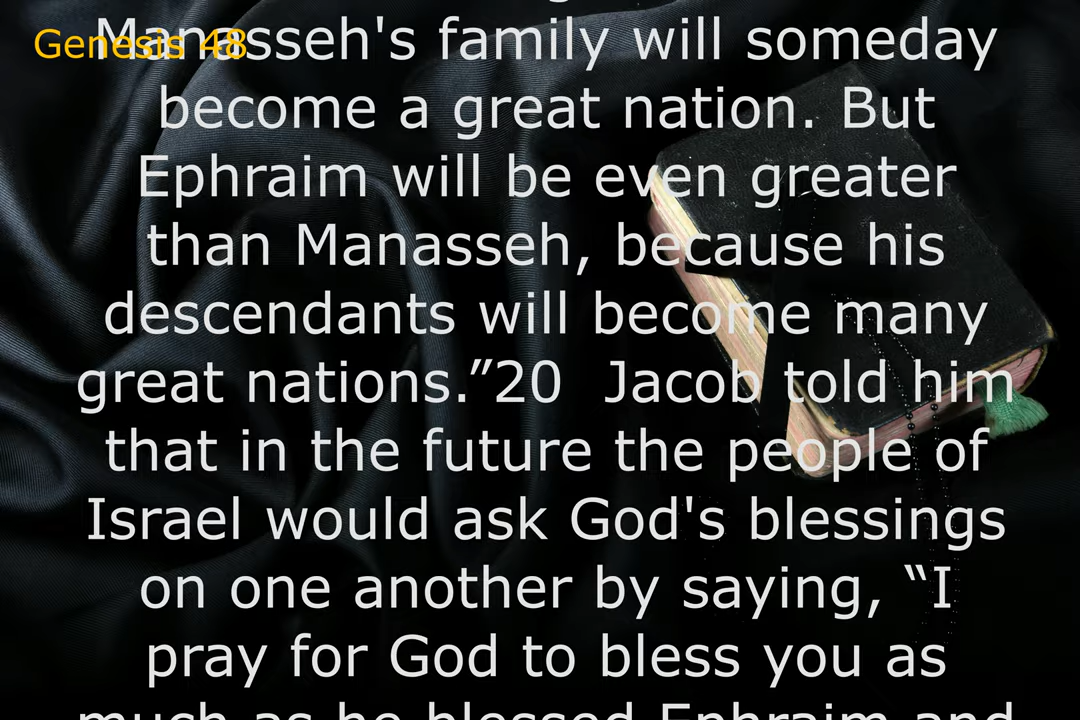 Genesis 48
Manasseh's family will someday
become a great nation. But
Ephraim will be even greater
than Manasseh, because his
descendants will become many
great nations.”20  Jacob told him
that in the future the people of
Israel would ask God's blessings
on one another by saying, “I
pray for God to bless you as
much as he blessed Ephraim and